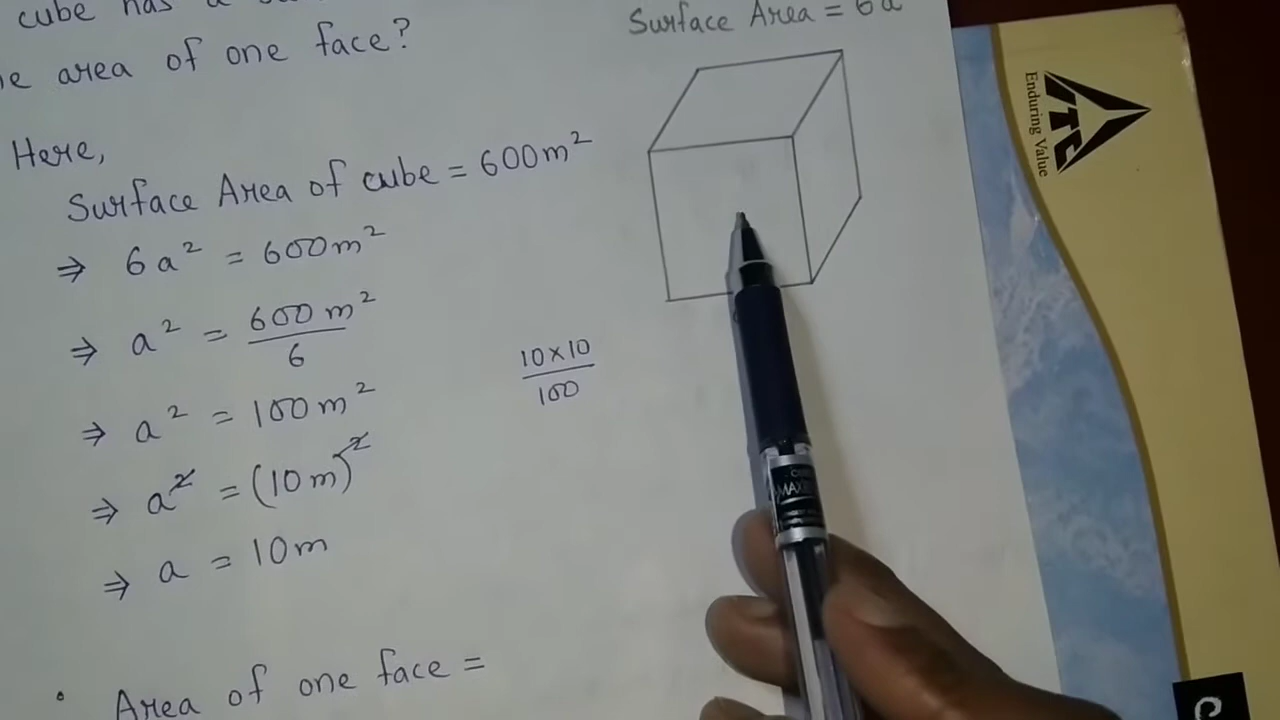 cube has a
area of one face?
Here,
Surface Area of cube = 600m²
⇒ 6a² = 600m²
⇒ a² = 600m²/6
⇒ a² = 100m²
⇒ a² = (10m)²
⇒ a = 10m
Area of one face =
Surface Area = 6a
10×10
100
ITC
Enduring Value